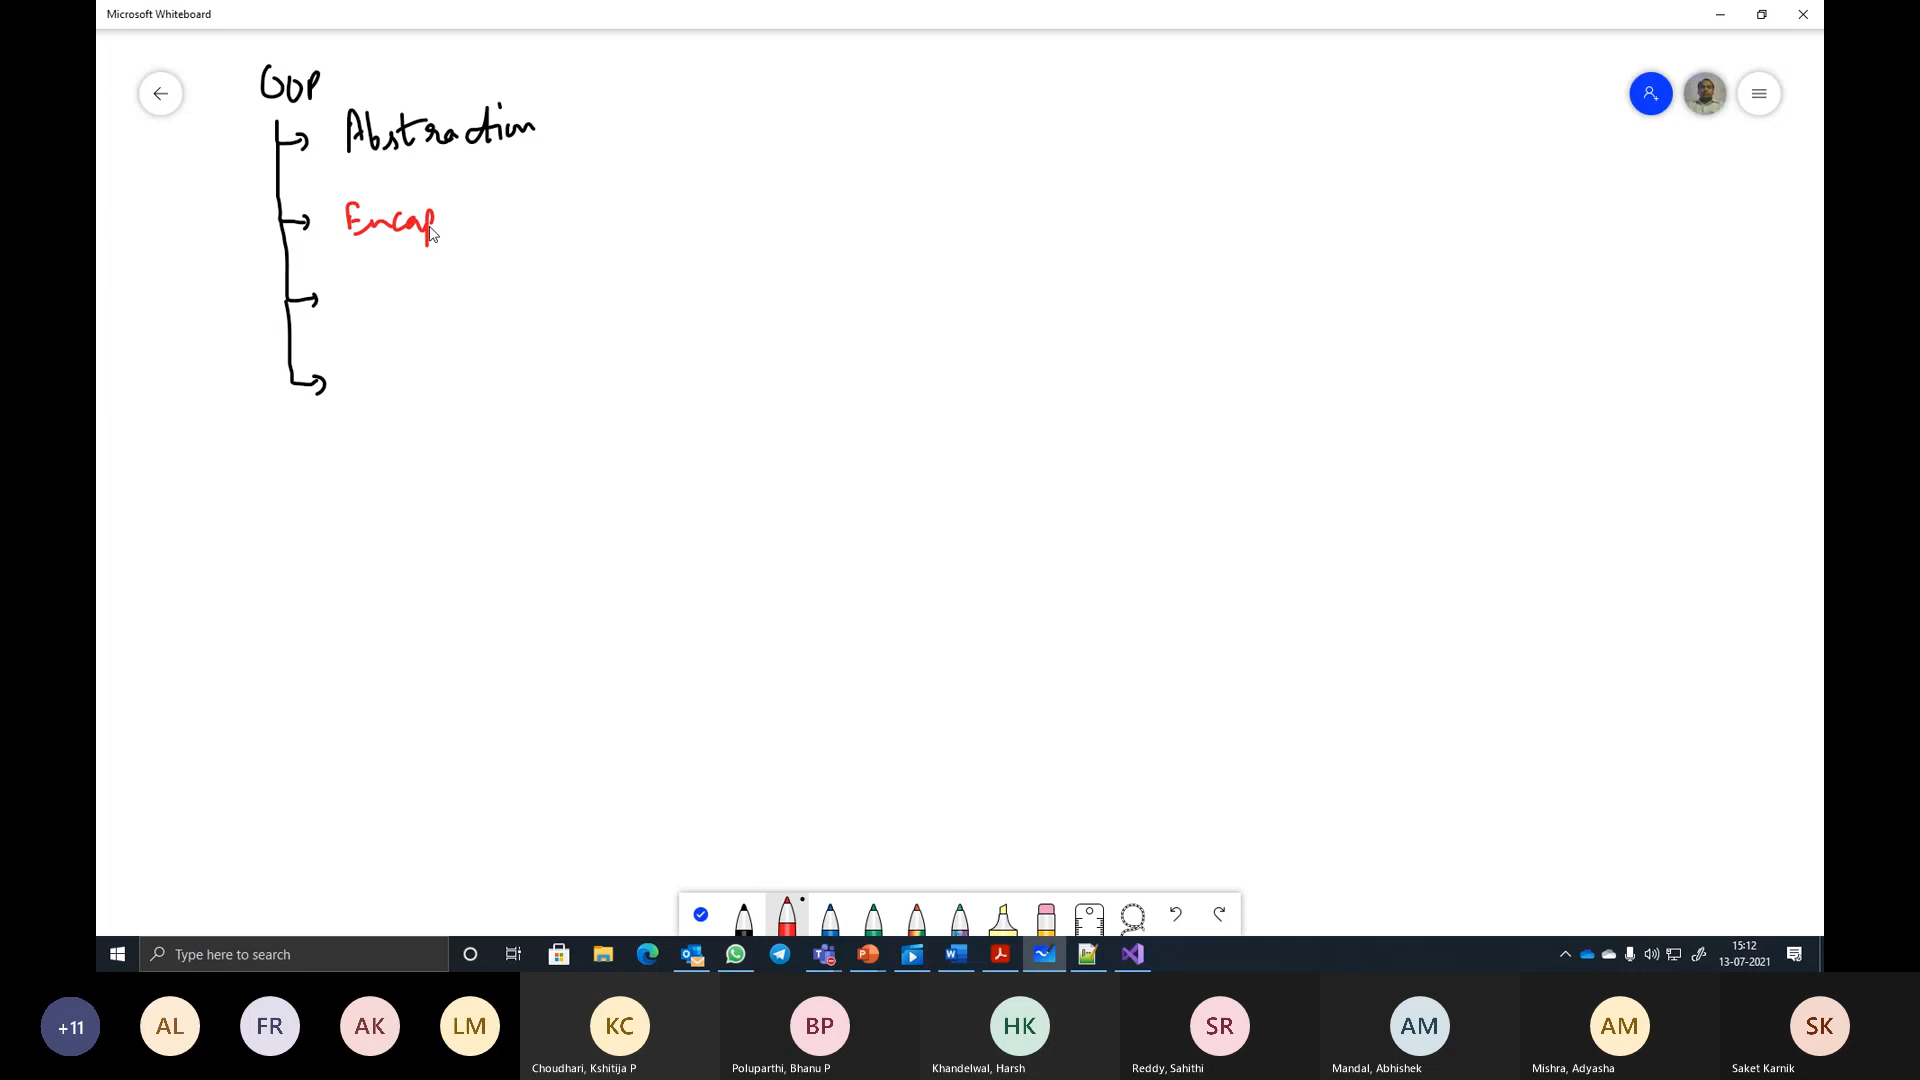 Microsoft Whiteboard
OOP
Abstraction
Encap
Type here to search
15:12
13-07-2021
+11
AL
FR
AK
LM
KC
BP
HK
SR
AM
AM
SK
Choudhari, Kshitija P
Poluparthi, Bhanu P
Khandelwal, Harsh
Reddy, Sahithi
Mandal, Abhishek
Mishra, Adyasha
Saket Karnik